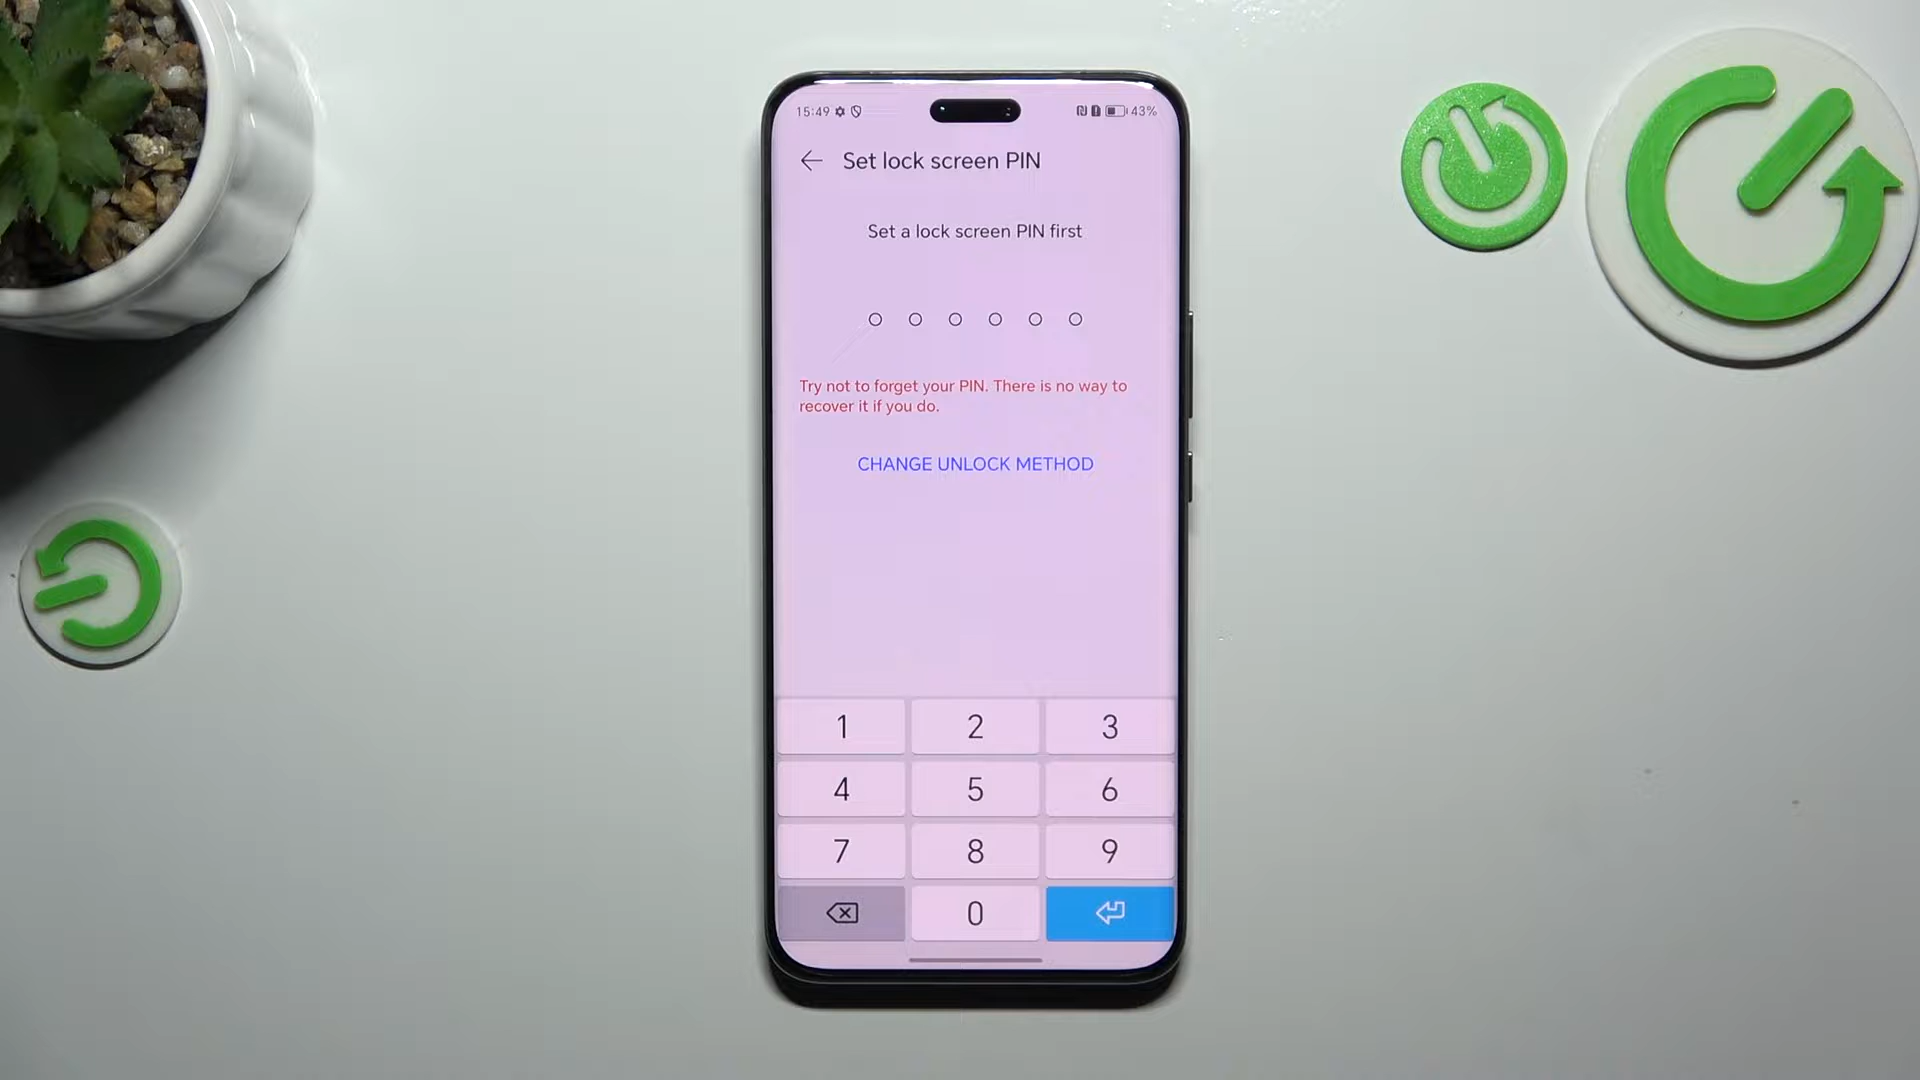 15:49
43%
Set lock screen PIN
Set a lock screen PIN first
Try not to forget your PIN. There is no way to
recover it if you do.
CHANGE UNLOCK METHOD
1 2 3
4 5 6
7 8 9
0